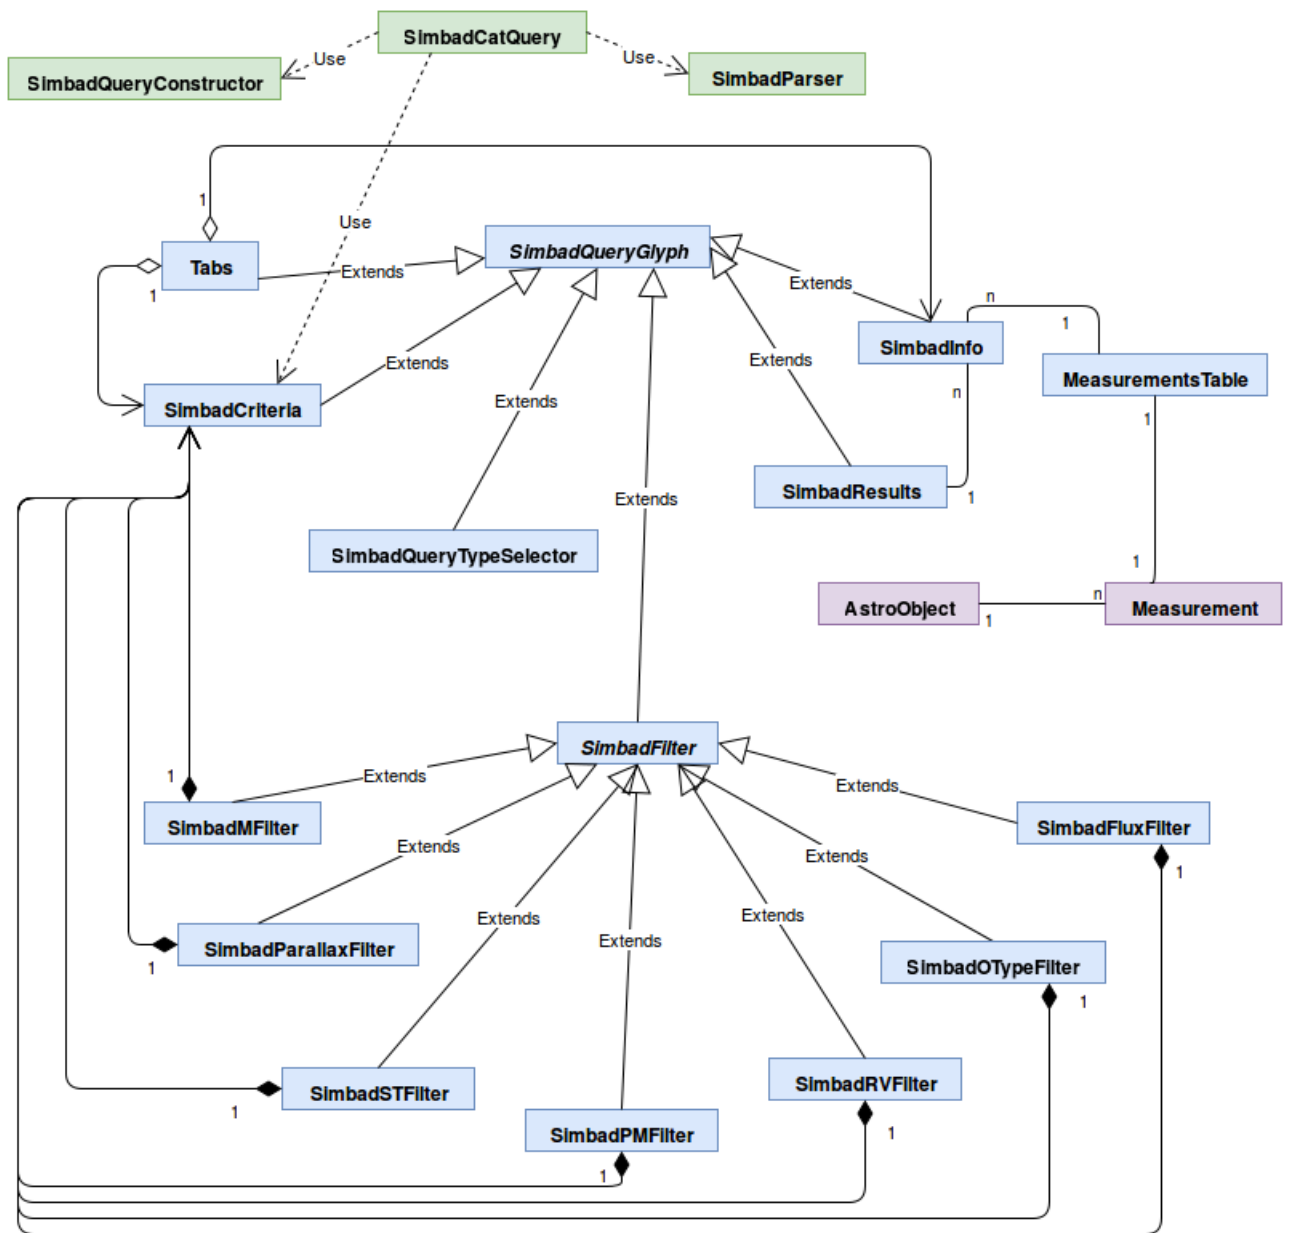 SimbadCatQuery
Use
Use
SimbadQueryConstructor
SimbadParser
1
Use
SimbadQueryGlyph
Tabs
Extends
Extends
1
n
1
SimbadInfo
Extends
Extends
MeasurementsTable
SimbadCriteria
Extends
n
1
SimbadResults
1
Extends
SimbadQueryTypeSelector
1
AstroObject
n
Measurement
1
SimbadFilter
1
Extends
Extends
SimbadMFilter
SimbadFluxFilter
Extends
Extends
1
Extends
Extends
Extends
SimbadParallaxFilter
1
SimbadOTypeFilter
1
SimbadSTFilter
SimbadRVFilter
1
SimbadPMFilter
1
1